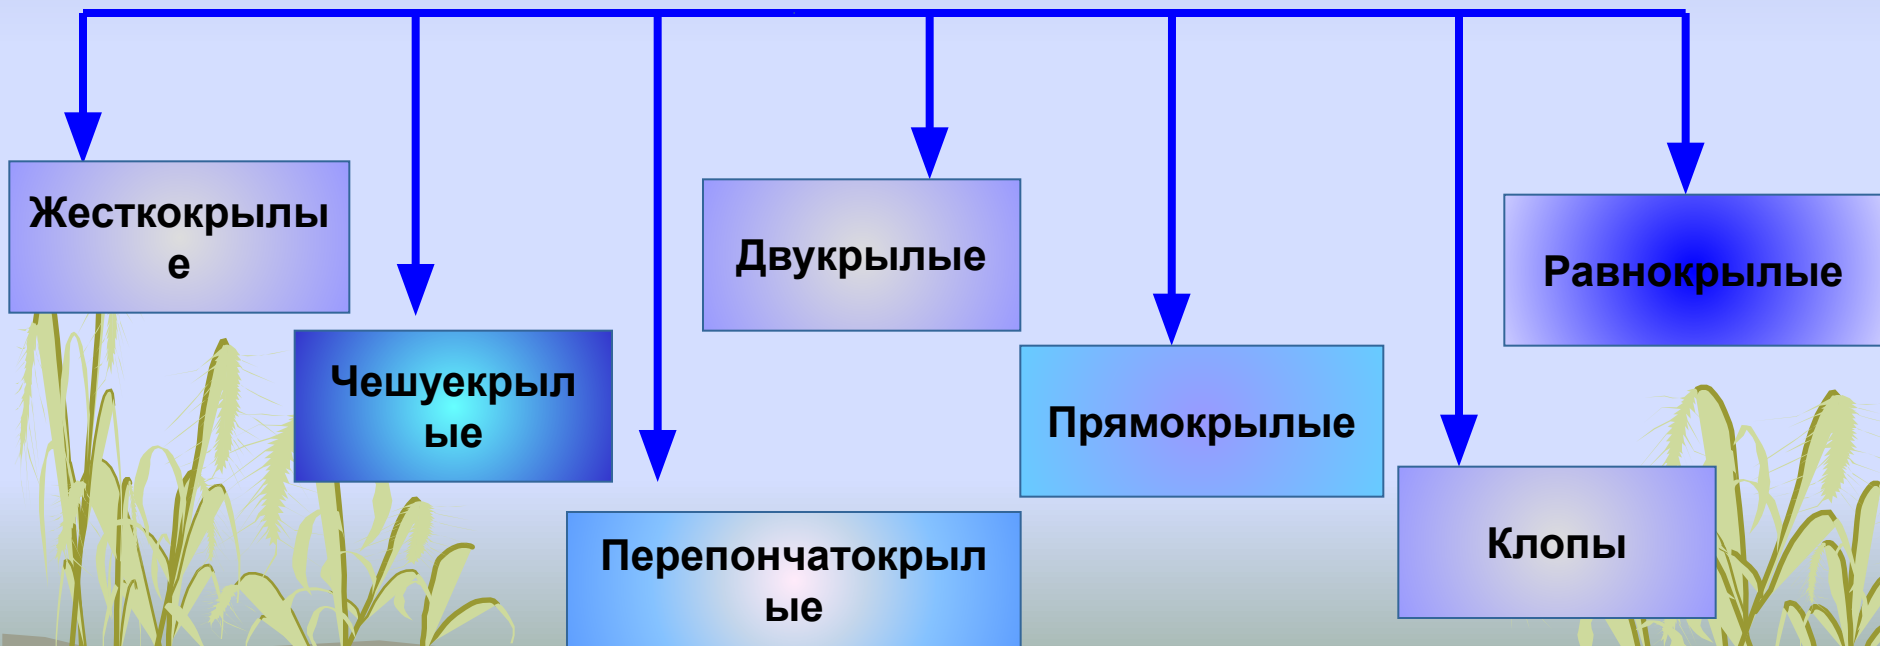 Жесткокрылы
е
Чешуекрыл
ые
Перепончатокрыл
ые
Двукрылые
Прямокрылые
Клопы
Равнокрылые